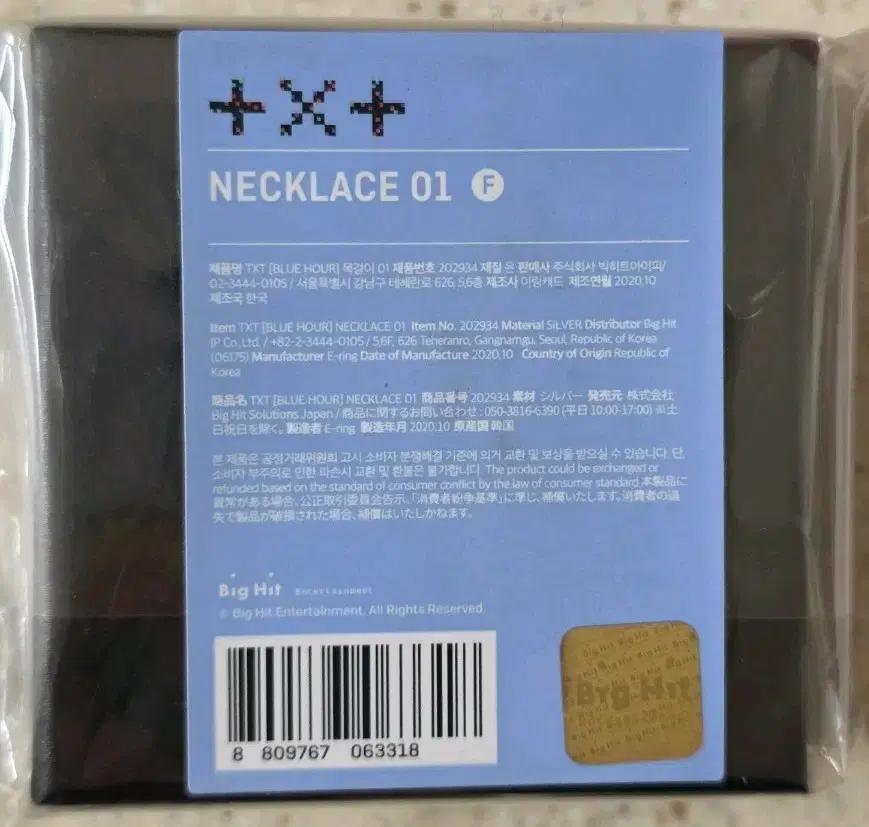 +x+
NECKLACE 01 F
제품명 TXT [BLUE HOUR] 목걸이 01 제품번호 202934 재질 은 판매사 주식회사 빅히트아이피/
02-3444-0105 / 서울특별시 강남구 테헤란로 626, 5,6층 제조사 이링캐드 제조연월 2020.10
제조국 한국
Item TXT [BLUE HOUR] NECKLACE 01 Item No. 202934 Material SILVER Distributor Big Hit
IP Co.,Ltd. / +82-2-3444-0105 / 5,6F, 626 Teheranro, Gangnamgu, Seoul, Republic of Korea
(06175) Manufacturer E-ring Date of Manufacture 2020.10 Country of Origin Republic of
Korea
商品名 TXT [BLUE HOUR] NECKLACE 01 商品番号 202934 素材 シルバー 発売元 株式会社
Big Hit Solutions Japan / 商品に関するお問い合わせ : 050-3816-6390 (平日 10:00-17:00) ※土
日祝日を除く。 製造者 E-ring 製造年月 2020.10 原産国 韓国
본 제품은 공정거래위원회 고시 소비자 분쟁해결 기준에 의거 교환 및 보상을 받으실 수 있습니다. 단,
소비자 부주의로 인한 파손시 교환 및 환불은 불가합니다. The product could be exchanged or
refunded based on the standard of consumer conflict by the law of consumer standard. 本製品に
異常がある場合、公正取引委員会告示、「消費者紛争基準」に準じ、補償いたします。消費者の過
失で製品が破損された場合、補償はいたしかねます。
Big Hit Entertainment
© Big Hit Entertainment. All Rights Reserved.
8 809767 063318
Big Hit